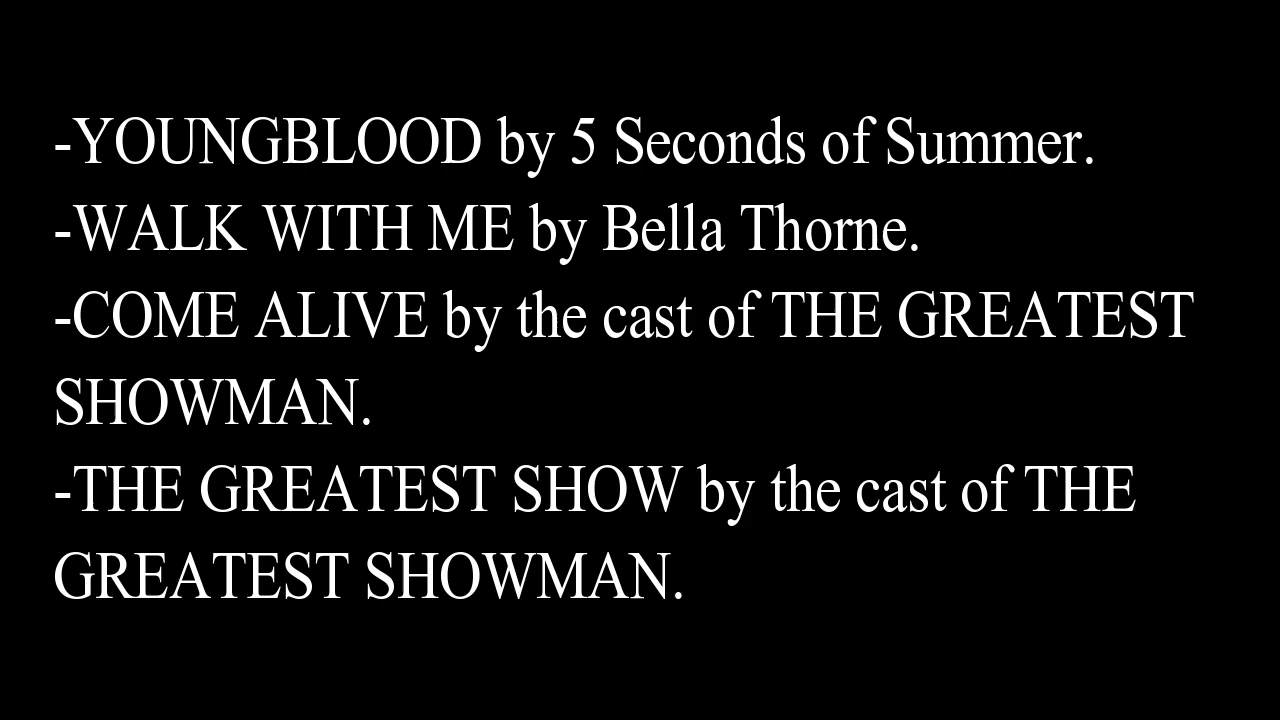 -YOUNGBLOOD by 5 Seconds of Summer.
-WALK WITH ME by Bella Thorne.
-COME ALIVE by the cast of THE GREATEST
SHOWMAN.
-THE GREATEST SHOW by the cast of THE
GREATEST SHOWMAN.